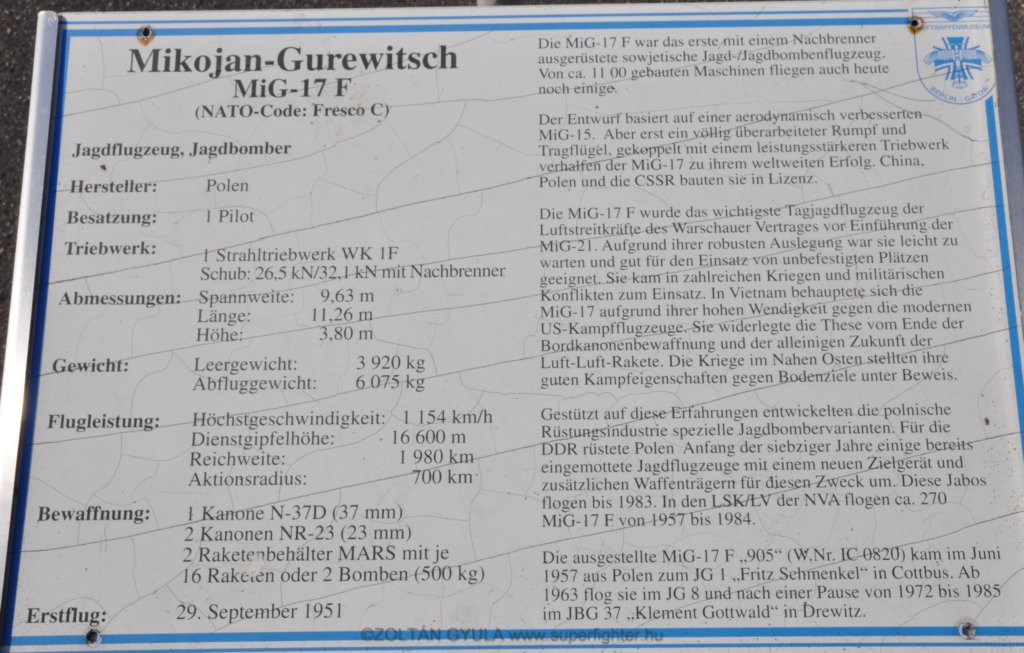 Mikojan-Gurewitsch
MiG-17 F
(NATO-Code: Fresco C)
Jagdflugzeug, Jagdbomber
Hersteller: Polen
Besatzung: 1 Pilot
Triebwerk: 1 Strahltriebwerk WK 1F
Schub: 26,5 kN/32,1 kN mit Nachbrenner
Abmessungen: Spannweite: 9,63 m
Länge: 11,26 m
Höhe: 3,80 m
Gewicht: Leergewicht: 3 920 kg
Abfluggewicht: 6 075 kg
Flugleistung: Höchstgeschwindigkeit: 1 154 km/h
Dienstgipfelhöhe: 16 600 m
Reichweite: 1 980 km
Aktionsradius: 700 km
Bewaffnung: 1 Kanone N-37D (37 mm)
2 Kanonen NR-23 (23 mm)
2 Raketenbehälter MARS mit je
16 Raketen oder 2 Bomben (500 kg)
Erstflug: 29. September 1951
Die MiG-17 F war das erste mit einem Nachbrenner
ausgerüstete sowjetische Jagd-/Jagdbombenflugzeug.
Von ca. 11 00 gebauten Maschinen fliegen auch heute
noch einige.
Der Entwurf basiert auf einer aerodynamisch verbesserten
MiG-15. Aber erst ein völlig überarbeiteter Rumpf und
Tragflügel, gekoppelt mit einem leistungsstärkeren Triebwerk
verhalfen der MiG-17 zu ihrem weltweiten Erfolg. China,
Polen und die CSSR bauten sie in Lizenz.
Die MiG-17 F wurde das wichtigste Tagjagdflugzeug der
Luftstreitkräfte des Warschauer Vertrages vor Einführung der
MiG-21. Aufgrund ihrer robusten Auslegung war sie leicht zu
warten und gut für den Einsatz von unbefestigten Plätzen
geeignet. Sie kam in zahlreichen Kriegen und militärischen
Konflikten zum Einsatz. In Vietnam behauptete sich die
MiG-17 aufgrund ihrer hohen Wendigkeit gegen die modernen
US-Kampfflugzeuge. Sie widerlegte die These vom Ende der
Bordkanonenbewaffnung und der alleinigen Zukunft der
Luft-Luft-Rakete. Die Kriege im Nahen Osten stellten ihre
guten Kampfeigenschaften gegen Bodenziele unter Beweis.
Gestützt auf diese Erfahrungen entwickelten die polnische
Rüstungsindustrie spezielle Jagdbombervarianten. Für die
DDR rüstete Polen Anfang der siebziger Jahre einige bereits
eingemottete Jagdflugzeuge mit einem neuen Zielgerät und
zusätzlichen Waffenträgern für diesen Zweck um. Diese Jabos
flogen bis 1983. In den LSK/LV der NVA flogen ca. 270
MiG-17 F von 1957 bis 1984.
Die ausgestellte MiG-17 F „905“ (W.Nr. IC 0820) kam im Juni
1957 aus Polen zum JG 1 „Fritz Schmenkel“ in Cottbus. Ab
1963 flog sie im JG 8 und nach einer Pause von 1972 bis 1985
im JBG 37 „Klement Gottwald“ in Drewitz.
LUFTWAFFENMUSEUM
BERLIN - GATOW
©ZOLTÁN GYULA www.superfighter.hu